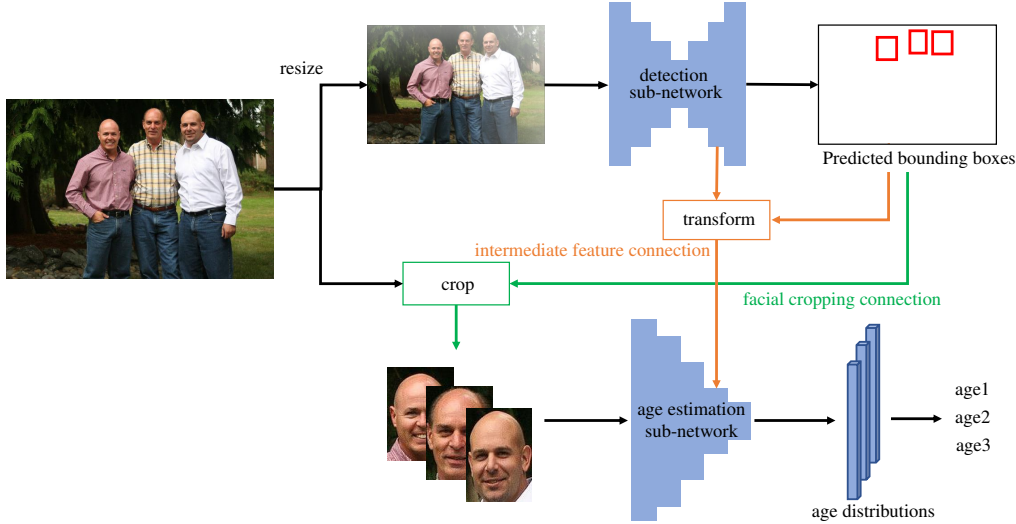 resize
detection
sub-network
Predicted bounding boxes
transform
intermediate feature connection
crop
facial cropping connection
age estimation
sub-network
age1
age2
age3
age distributions